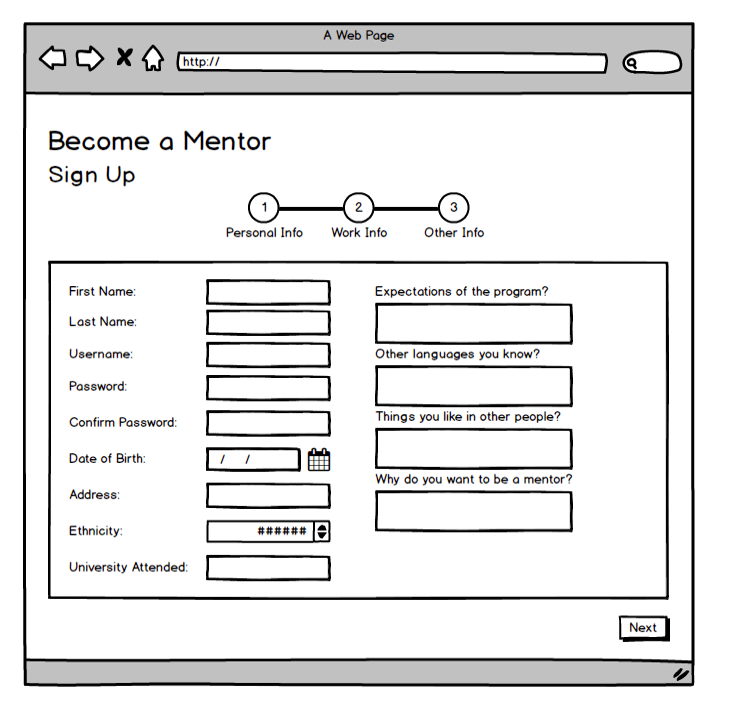 A Web Page
http://
Become a Mentor
Sign Up
1 2 3
Personal Info Work Info Other Info
First Name:
Last Name:
Username:
Password:
Confirm Password:
Date of Birth: / /
Address:
Ethnicity: ######
University Attended:
Expectations of the program?
Other languages you know?
Things you like in other people?
Why do you want to be a mentor?
Next